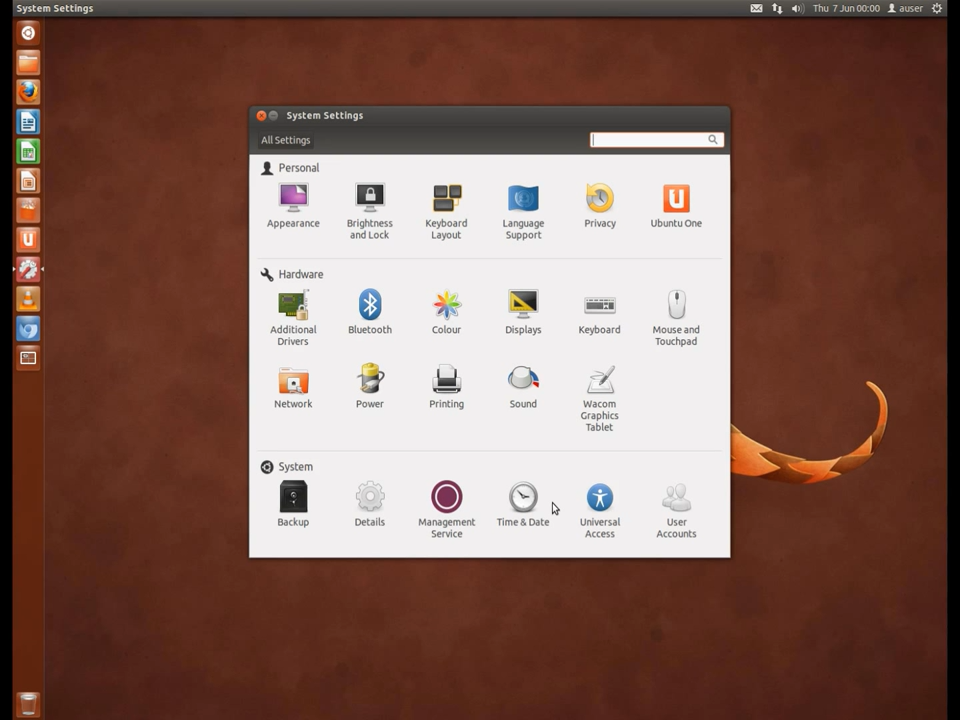 System Settings
Thu 7 Jun 00:00 auser
System Settings
All Settings
Personal
Appearance
Brightness and Lock
Keyboard Layout
Language Support
Privacy
Ubuntu One
Hardware
Additional Drivers
Bluetooth
Colour
Displays
Keyboard
Mouse and Touchpad
Network
Power
Printing
Sound
Wacom Graphics Tablet
System
Backup
Details
Management Service
Time & Date
Universal Access
User Accounts